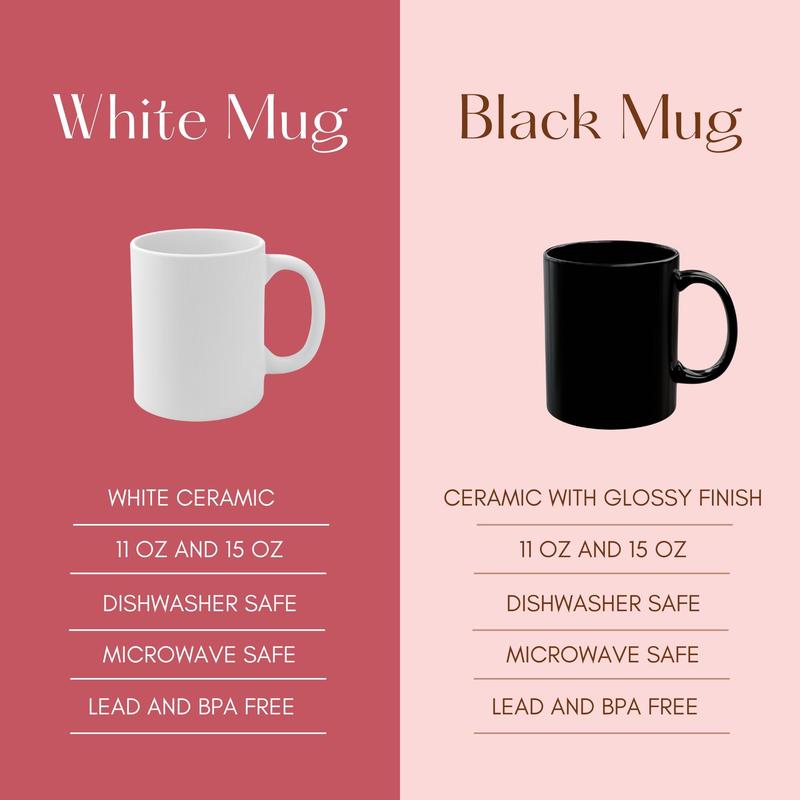 White Mug
WHITE CERAMIC
11 OZ AND 15 OZ
DISHWASHER SAFE
MICROWAVE SAFE
LEAD AND BPA FREE
Black Mug
CERAMIC WITH GLOSSY FINISH
11 OZ AND 15 OZ
DISHWASHER SAFE
MICROWAVE SAFE
LEAD AND BPA FREE